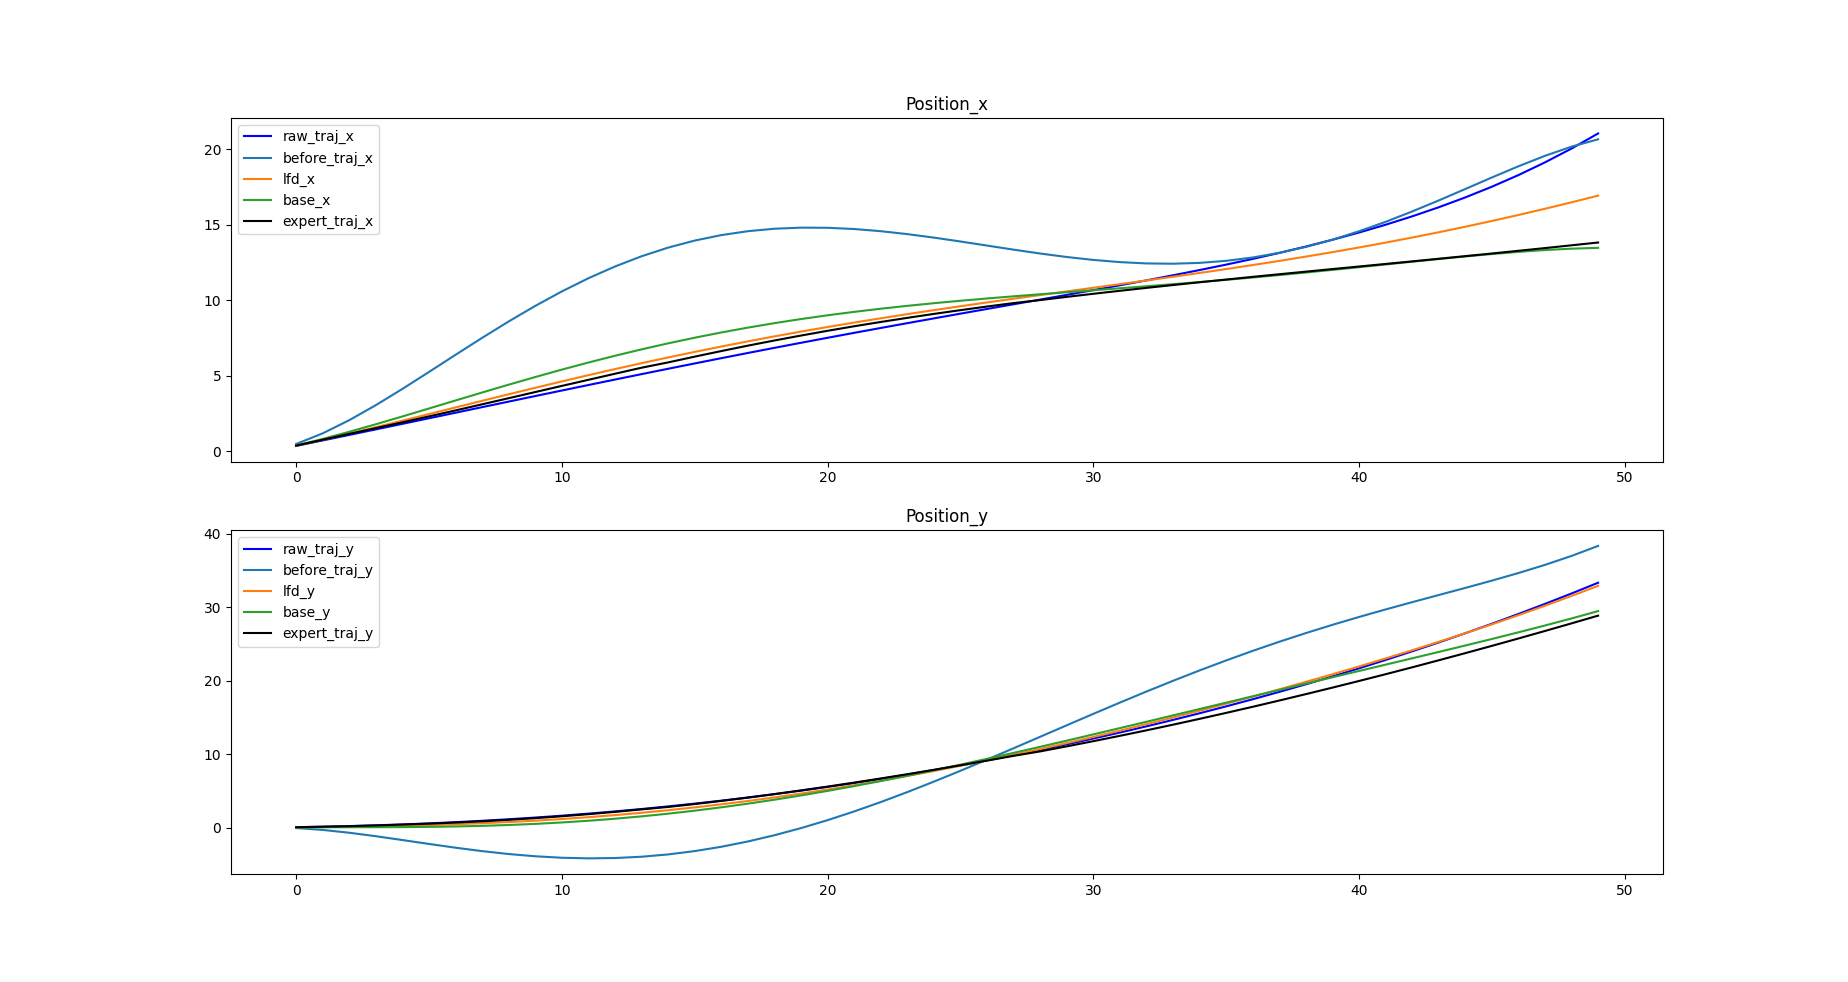 Position_x
raw_traj_x
before_traj_x
lfd_x
base_x
expert_traj_x
20
15
10
5
0
0 10 20 30 40 50
Position_y
raw_traj_y
before_traj_y
lfd_y
base_y
expert_traj_y
40
30
20
10
0
0 10 20 30 40 50